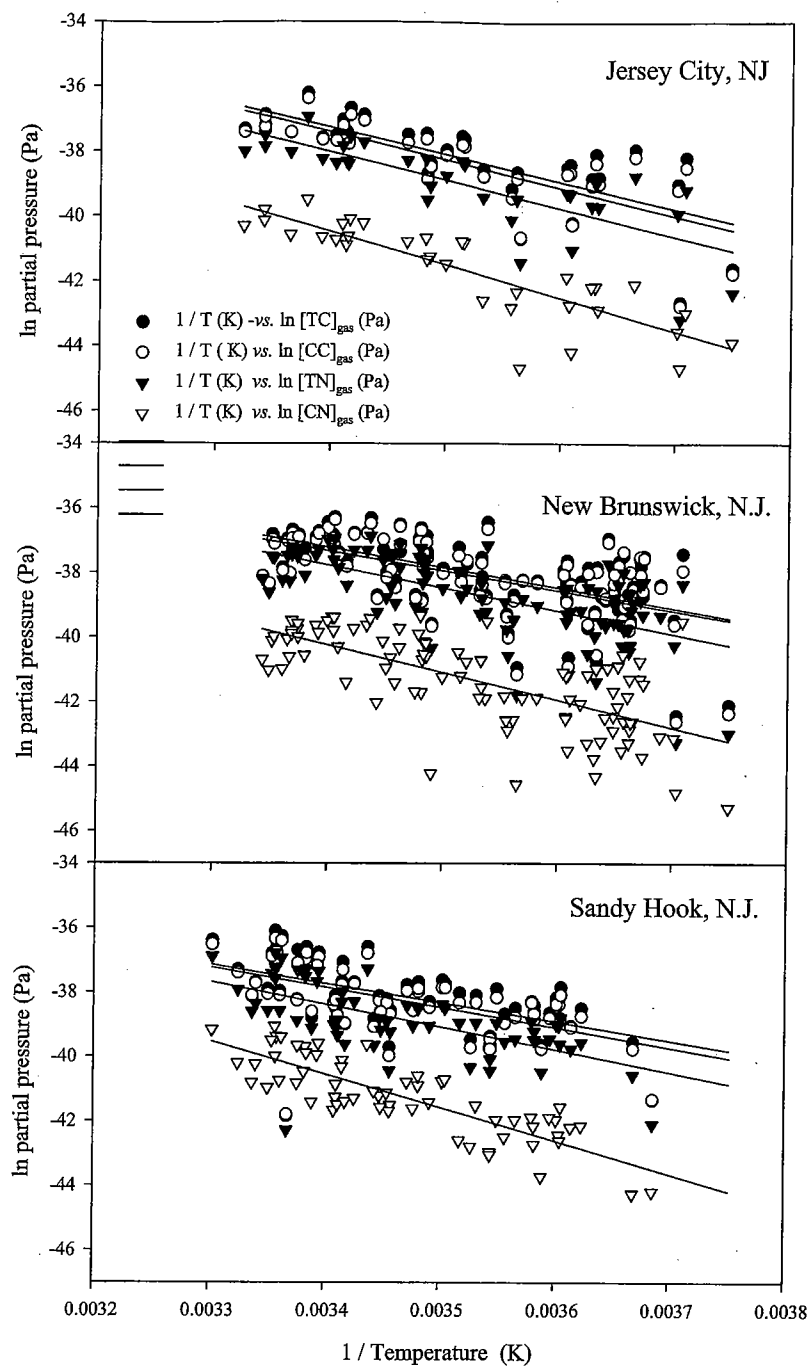 -34
Jersey City, NJ
-36
-38
-40
-42
-44
-46
ln partial pressure (Pa)
1 / T (K) -vs. ln [TC]gas (Pa)
1 / T ( K) vs. ln [CC]gas (Pa)
1 / T (K) vs. ln [TN]gas (Pa)
1 / T (K) vs. ln [CN]gas (Pa)
-34
New Brunswick, N.J.
-36
-38
-40
-42
-44
-46
ln partial pressure (Pa)
-34
Sandy Hook, N.J.
-36
-38
-40
-42
-44
-46
ln partial pressure (Pa)
0.0032 0.0033 0.0034 0.0035 0.0036 0.0037 0.0038
1 / Temperature (K)